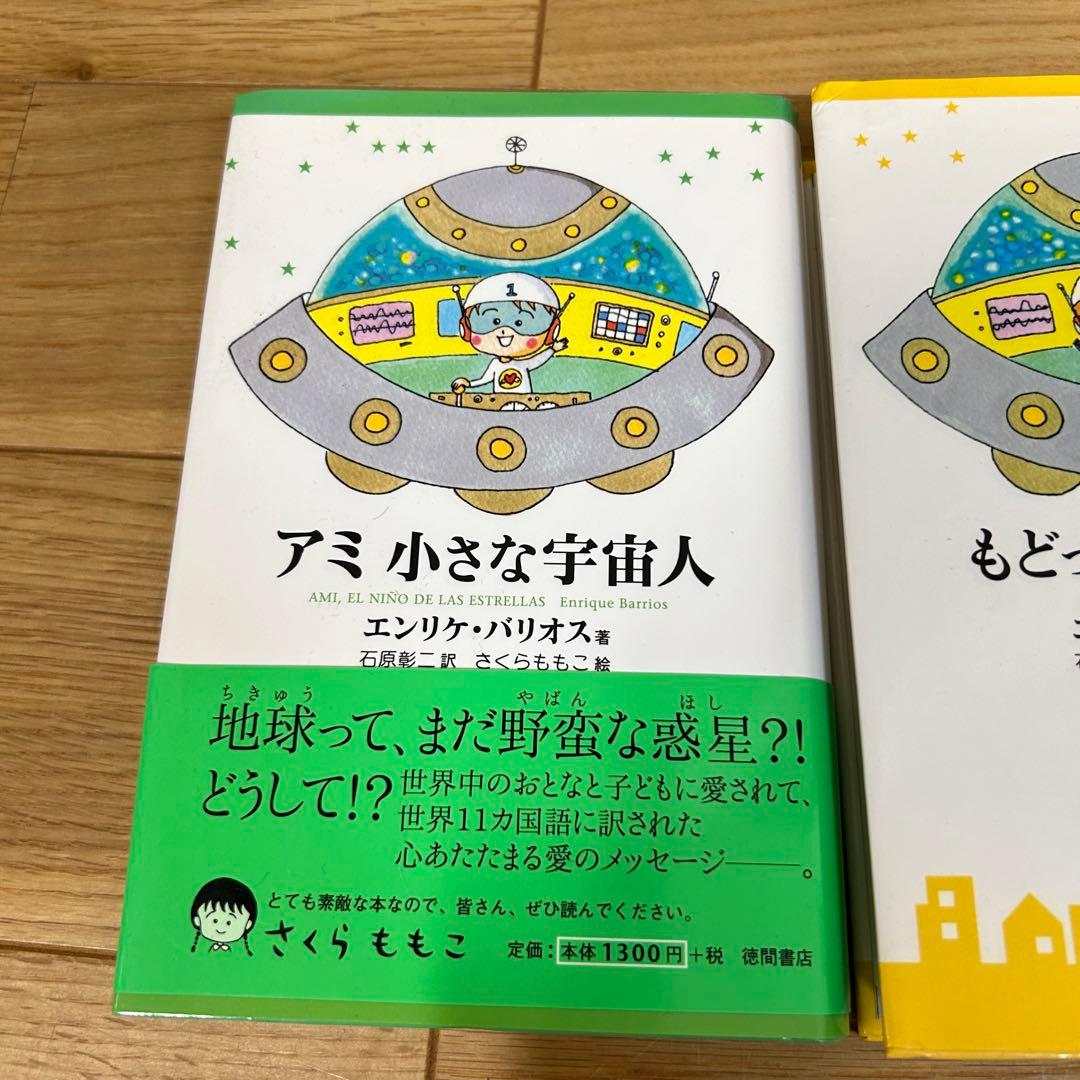 1
アミ 小さな宇宙人
AMI, EL NIÑO DE LAS ESTRELLAS Enrique Barrios
エンリケ・バリオス 著
石原彰二 訳 さくらももこ 絵
ちきゅう やばん ほし
地球って、まだ野蛮な惑星?!
どうして!?
世界中のおとなと子どもに愛されて、
世界11カ国語に訳された
心あたたまる愛のメッセージ――。
とても素敵な本なので、皆さん、ぜひ読んでください。
さくら ももこ
定価:本体1300円+税 徳間書店
もどっ